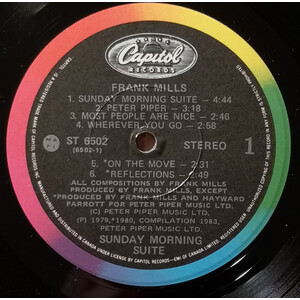 Capitol
RECORDS
FRANK MILLS
1. SUNDAY MORNING SUITE - 4:44
2. PETER PIPER - 3:18
3. MOST PEOPLE ARE NICE - 2:46
4. WHEREVER YOU GO - 2:58
ST 6502
(6502-1)
STEREO
1
5. *ON THE MOVE - 2:31
6. *REFLECTIONS - 2:49
ALL COMPOSITIONS BY FRANK MILLS
PRODUCED BY FRANK MILLS, EXCEPT
*PRODUCED BY FRANK MILLS AND HAYWARD
PARROTT FOR PETER PIPER MUSIC LTD.
(C) PETER PIPER MUSIC LTD.
(P) 1979,*1980, COMPILATION 1983,
PETER PIPER MUSIC LTD.
SUNDAY MORNING
SUITE